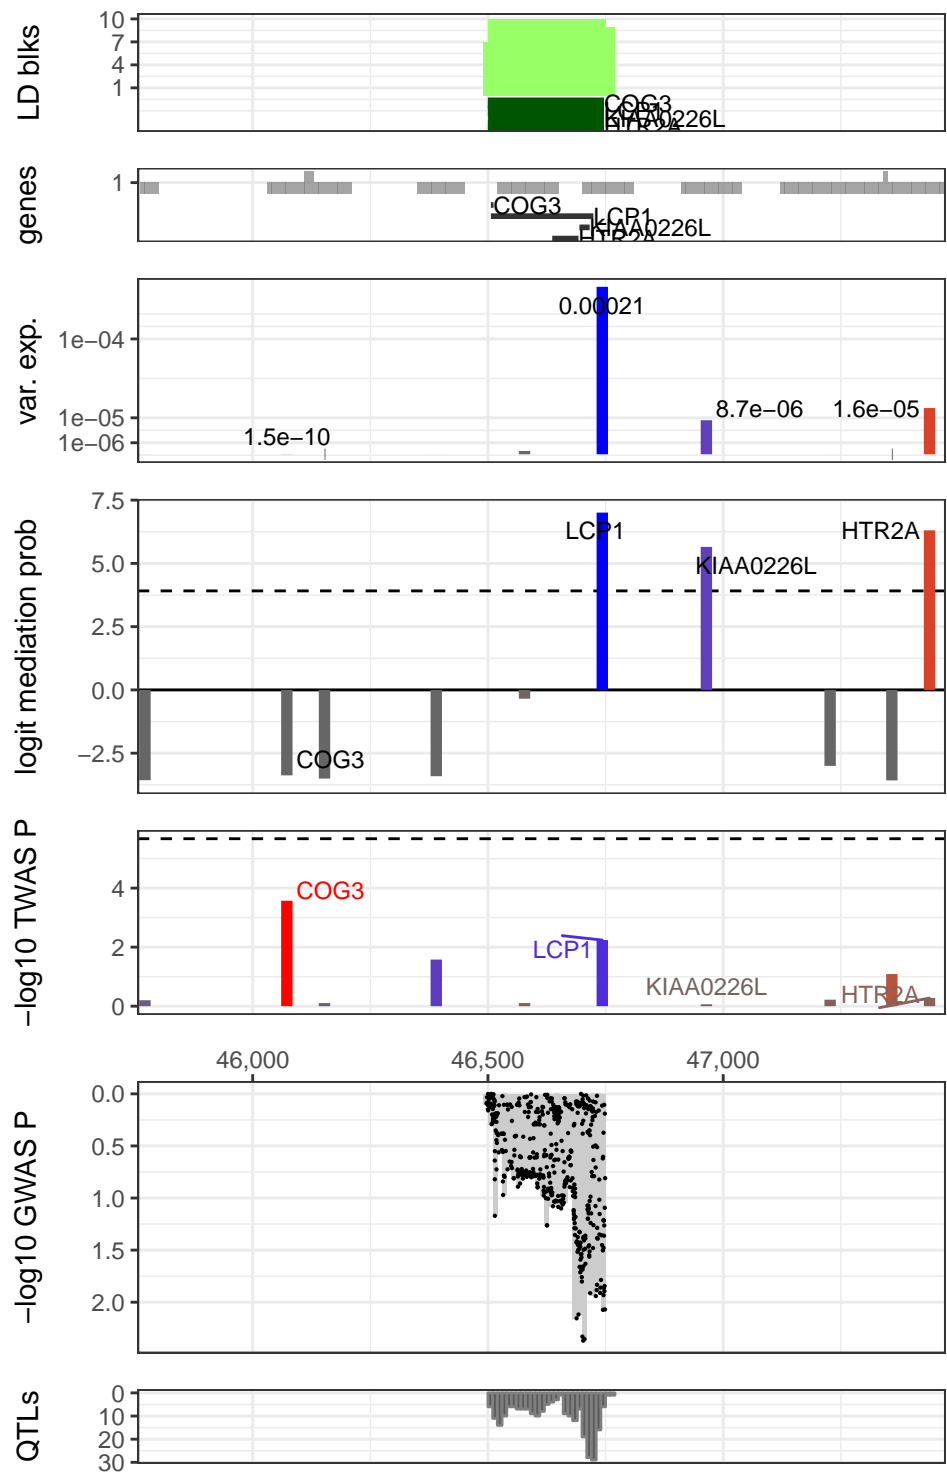 LD blks
10
7
4
1
COG3
LCP1
KIAA0226L
HTR2A
genes
1
COG3
LCP1
KIAA0226L
HTR2A
var. exp.
1e−04
1e−05
1e−06
1.5e−10
0.00021
8.7e−06
1.6e−05
logit mediation prob
7.5
5.0
2.5
0.0
−2.5
LCP1
HTR2A
KIAA0226L
COG3
−log10 TWAS P
4
2
0
COG3
LCP1
KIAA0226L
HTR2A
46,000
46,500
47,000
−log10 GWAS P
0.0
0.5
1.0
1.5
2.0
QTLs
0
10
20
30